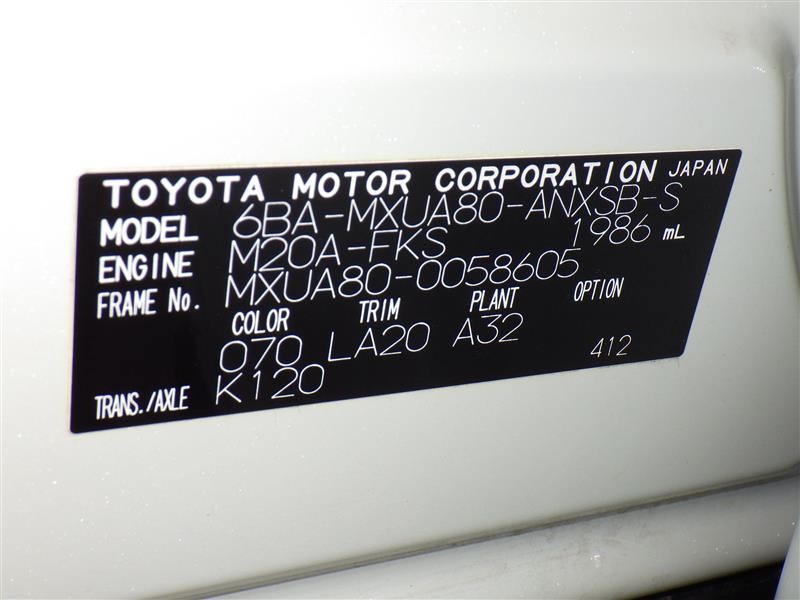 TOYOTA MOTOR CORPORATION JAPAN
MODEL 6BA-MXUA80-ANXSB-S
ENGINE M20A-FKS 1986 mL
FRAME No. MXUA80-0058605
COLOR TRIM PLANT OPTION
070 LA20 A32 412
TRANS./AXLE K120